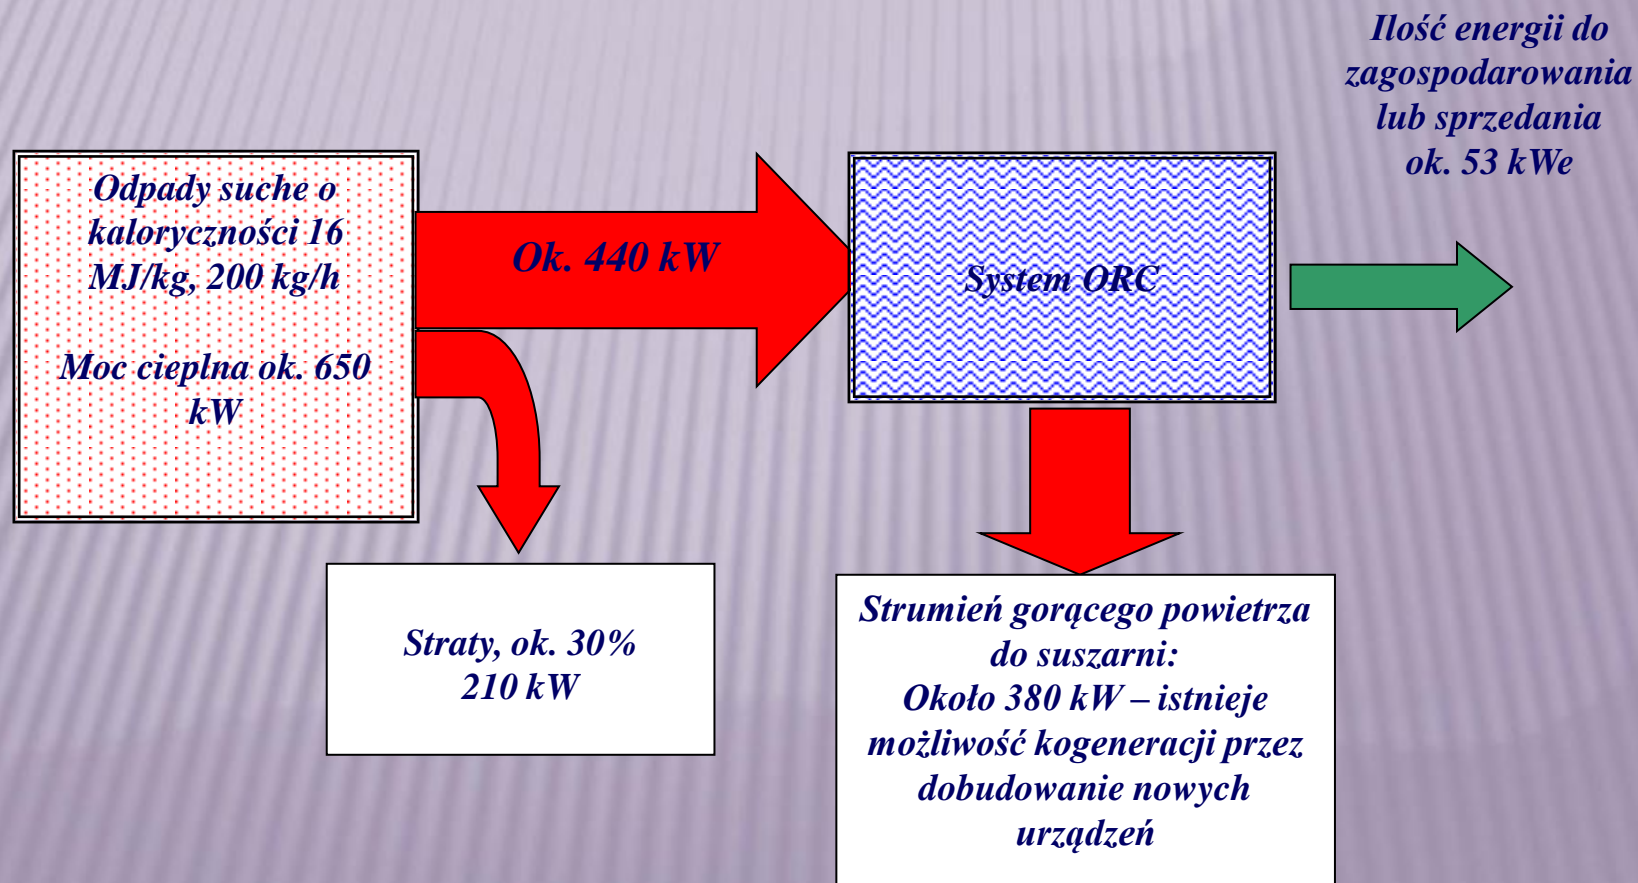 Ilość energii do
zagospodarowania
lub sprzedania
ok. 53 kWe
Odpady suche o
kaloryczności 16
MJ/kg, 200 kg/h
Moc cieplna ok. 650
kW
Ok. 440 kW
System ORC
Straty, ok. 30%
210 kW
Strumień gorącego powietrza
do suszarni:
Około 380 kW – istnieje
możliwość kogeneracji przez
dobudowanie nowych
urządzeń